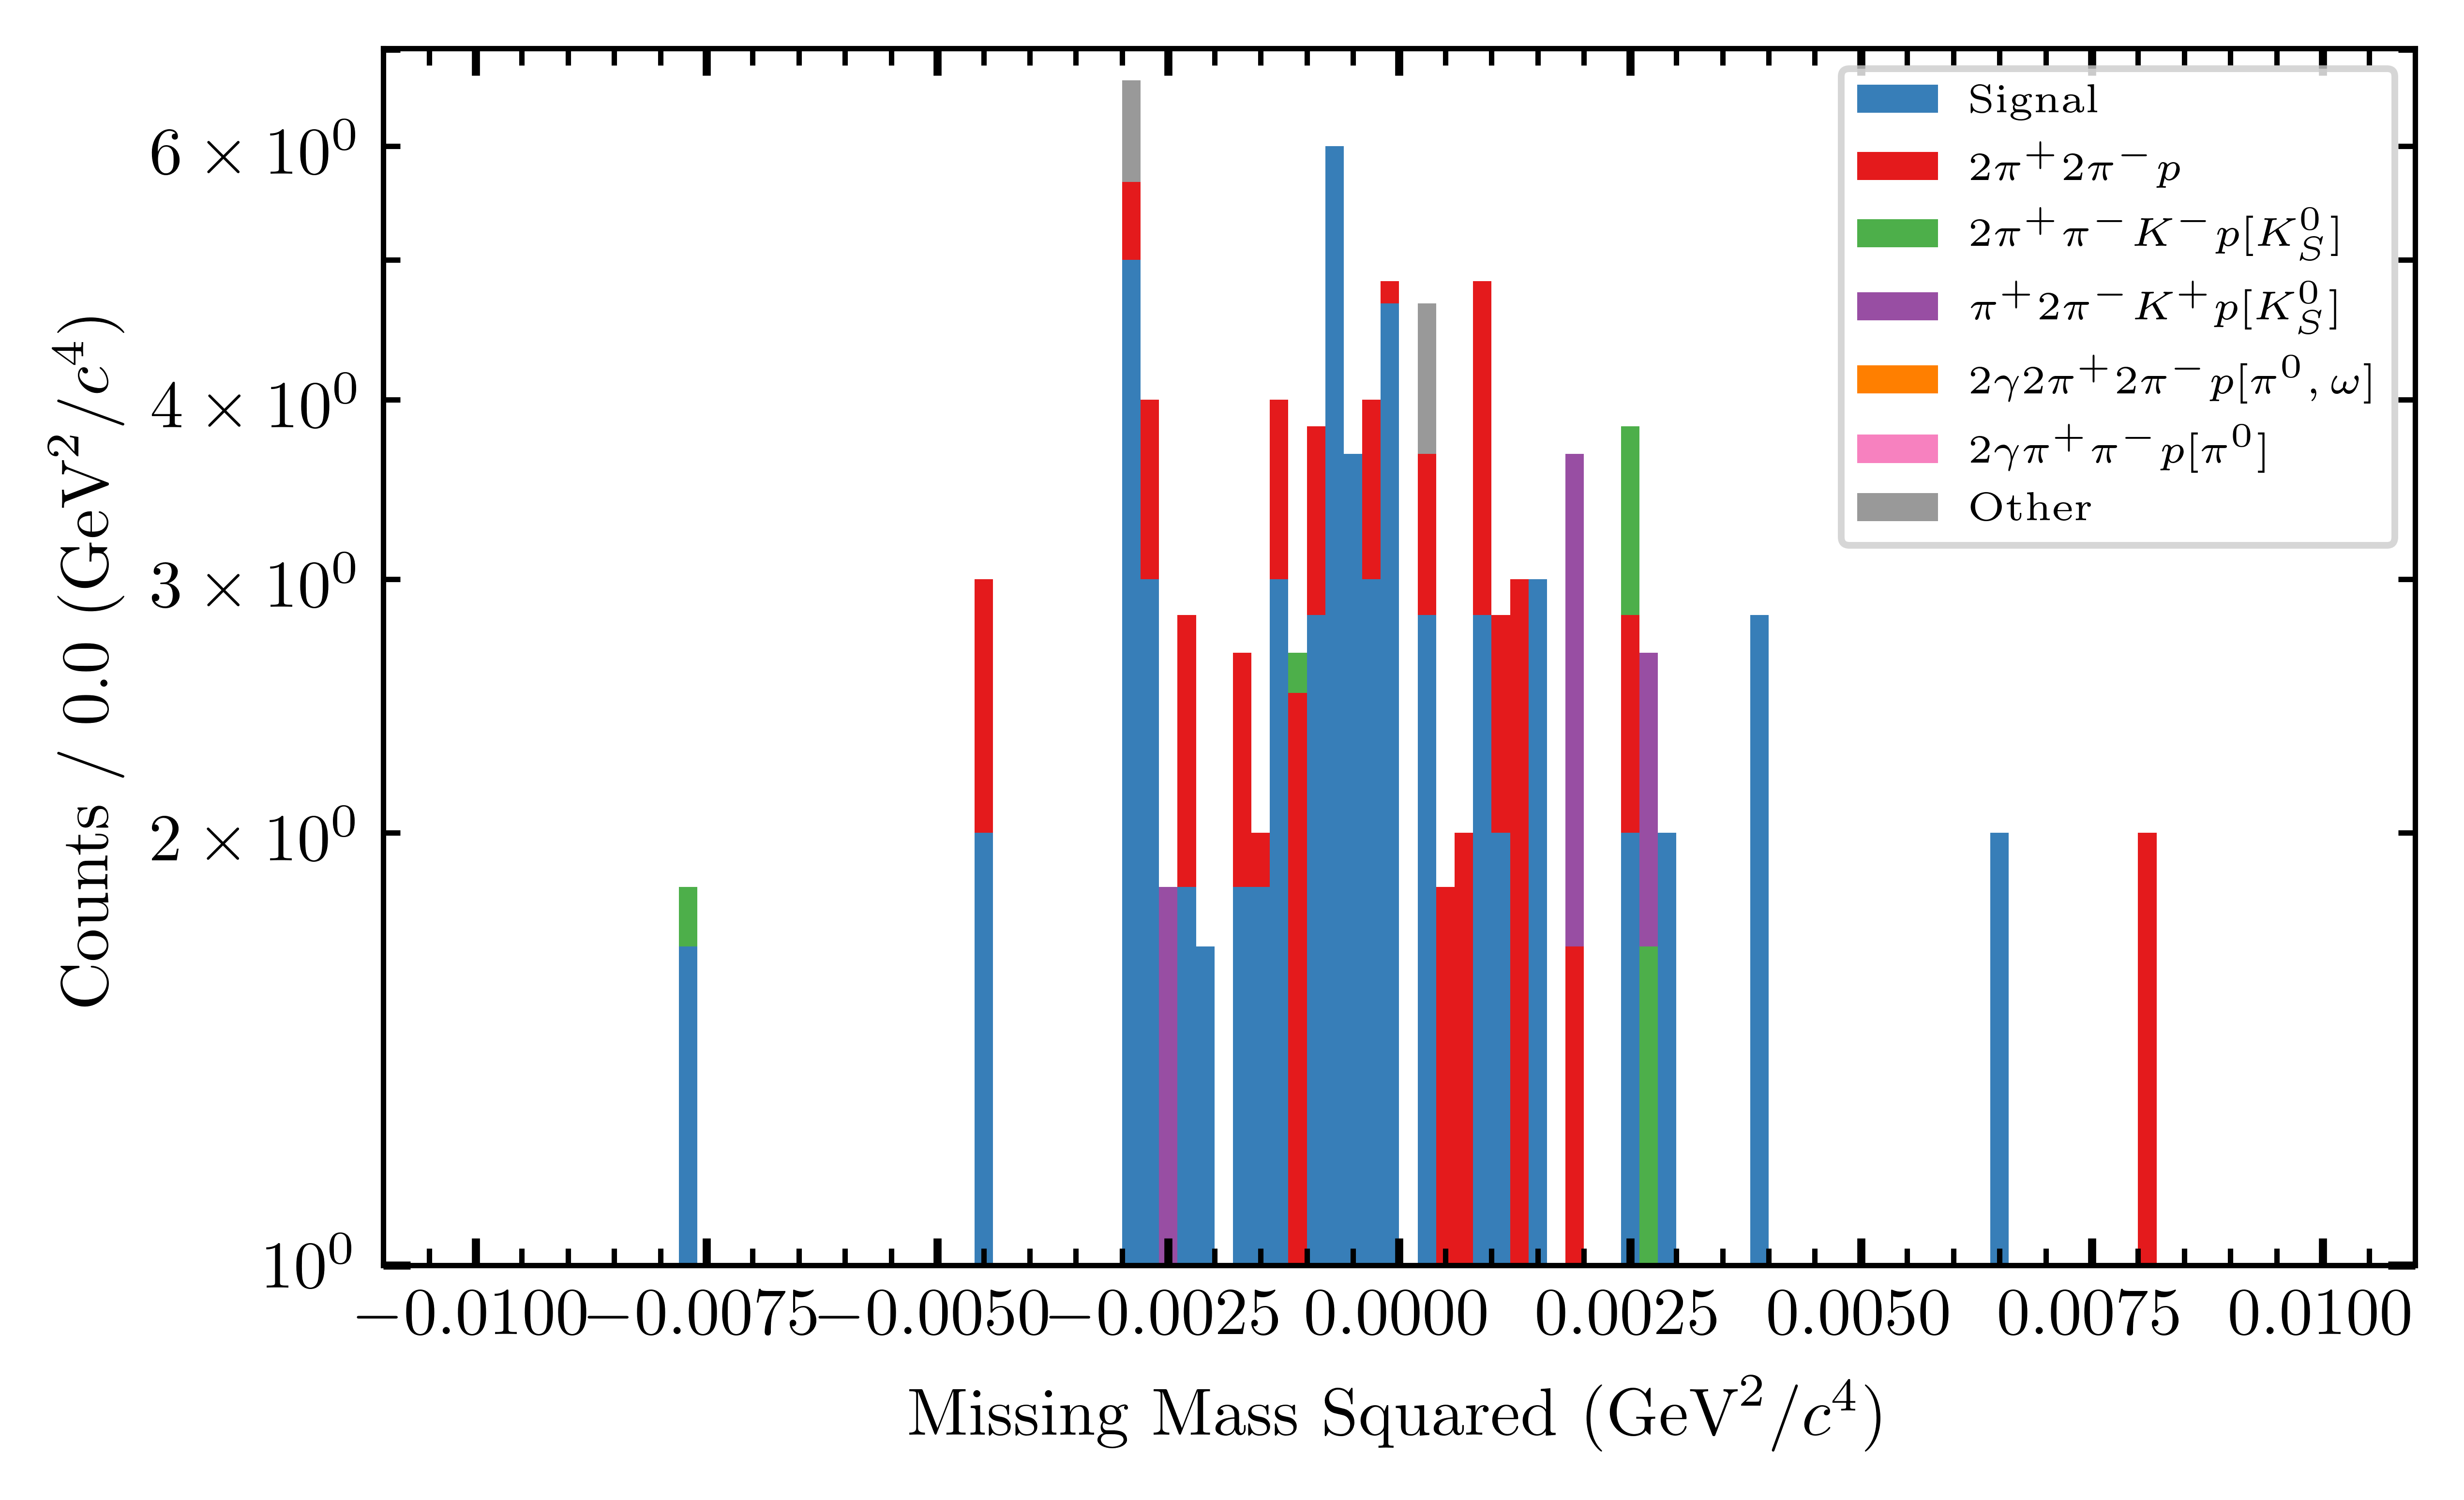 Counts / 0.0 (GeV²/c⁴)
6 × 10⁰
4 × 10⁰
3 × 10⁰
2 × 10⁰
10⁰
Signal
2π⁺2π⁻p
2π⁺π⁻K⁻p[K⁰_S]
π⁺2π⁻K⁺p[K⁰_S]
2γ2π⁺2π⁻p[π⁰, ω]
2γπ⁺π⁻p[π⁰]
Other
−0.0100 −0.0075 −0.0050 −0.0025 0.0000 0.0025 0.0050 0.0075 0.0100
Missing Mass Squared (GeV²/c⁴)